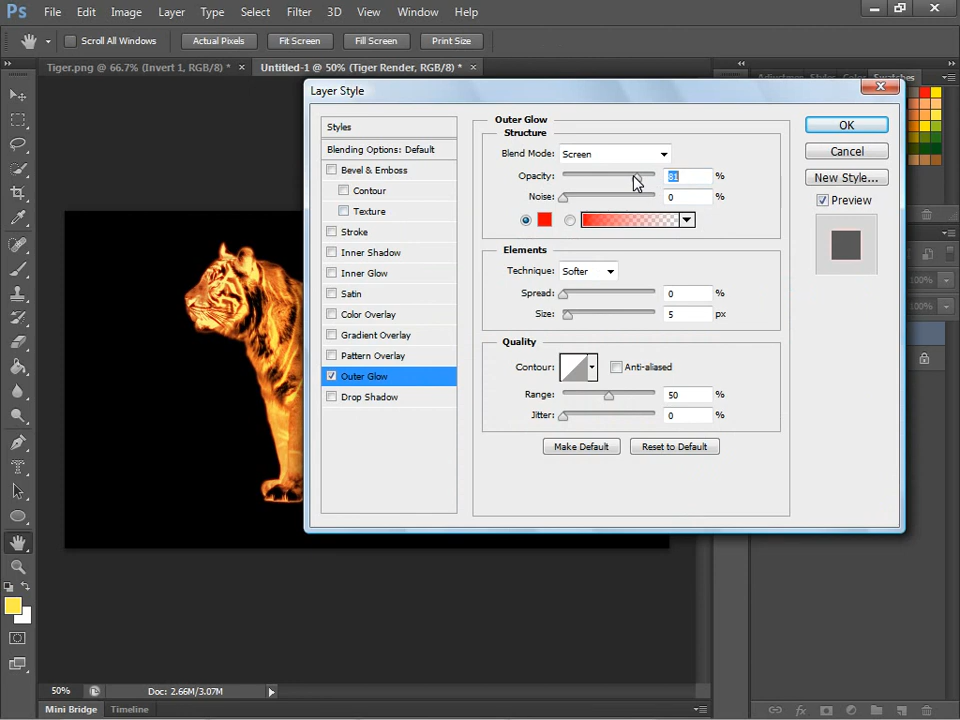 Ps File Edit Image Layer Type Select Filter 3D View Window Help
Scroll All Windows Actual Pixels Fit Screen Fill Screen Print Size
Tiger.png @ 66.7% (Invert 1, RGB/8) * × Untitled-1 @ 50% (Tiger Render, RGB/8) * ×
Swatches
Layer Style
Styles
Blending Options: Default
Bevel & Emboss
Contour
Texture
Stroke
Inner Shadow
Inner Glow
Satin
Color Overlay
Gradient Overlay
Pattern Overlay
Outer Glow
Drop Shadow
Outer Glow
Structure
Blend Mode: Screen
Opacity: 81 %
Noise: 0 %
Elements
Technique: Softer
Spread: 0 %
Size: 5 px
Quality
Contour: Anti-aliased
Range: 50 %
Jitter: 0 %
Make Default Reset to Default
OK
Cancel
New Style...
Preview
100%
100%
50% Doc: 2.66M/3.07M
Mini Bridge Timeline